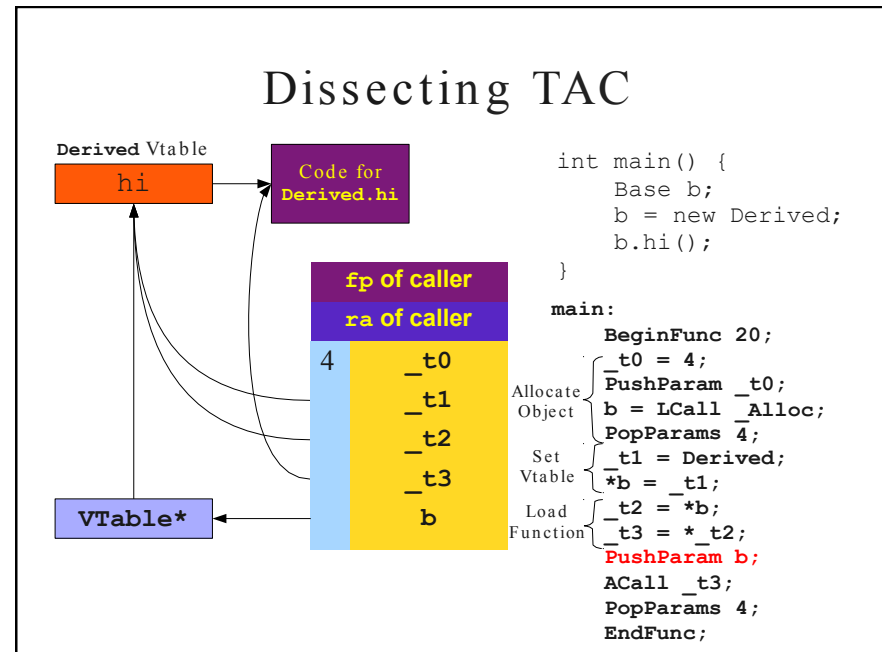 Dissecting TAC
Derived Vtable
hi
Code for
Derived.hi
fp of caller
ra of caller
4 _t0
_t1
_t2
_t3
b
VTable*
int main() {
Base b;
b = new Derived;
b.hi();
}
main:
BeginFunc 20;
_t0 = 4;
PushParam _t0;
b = LCall _Alloc;
PopParams 4;
_t1 = Derived;
*b = _t1;
_t2 = *b;
_t3 = *_t2;
PushParam b;
ACall _t3;
PopParams 4;
EndFunc;
Allocate
Object
Set
Vtable
Load
Function